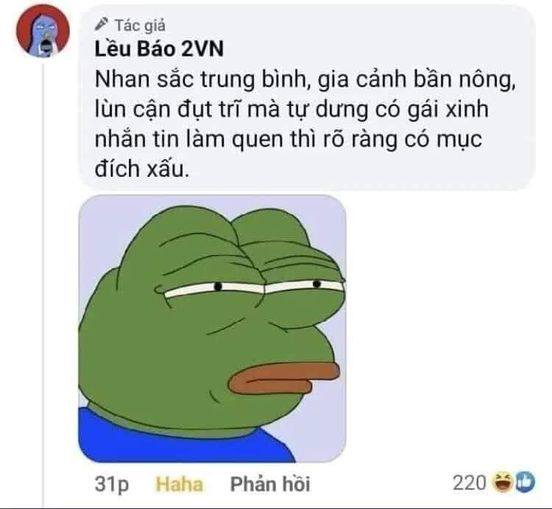 Tác giả
Lều Báo 2VN
Nhan sắc trung bình, gia cảnh bần nông,
lùn cận đụt trĩ mà tự dưng có gái xinh
nhắn tin làm quen thì rõ ràng có mục
đích xấu.
31p Haha Phản hồi 220